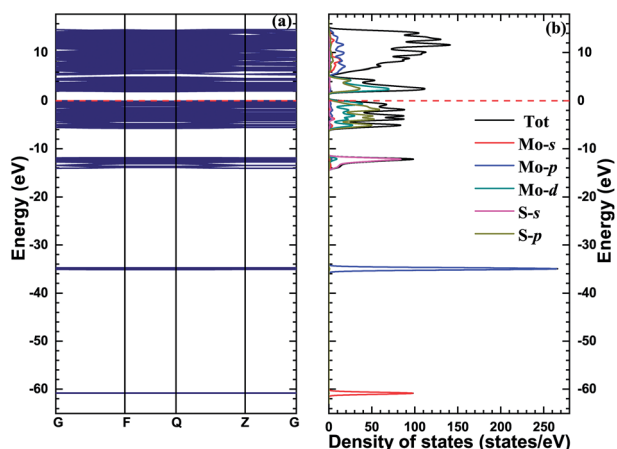 (a)
(b)
10
0
-10
-20
-30
-40
-50
-60
Energy (eV)
G F Q Z G
10
0
-10
-20
-30
-40
-50
-60
Energy (eV)
Tot
Mo-s
Mo-p
Mo-d
S-s
S-p
0 50 100 150 200 250
Density of states (states/eV)